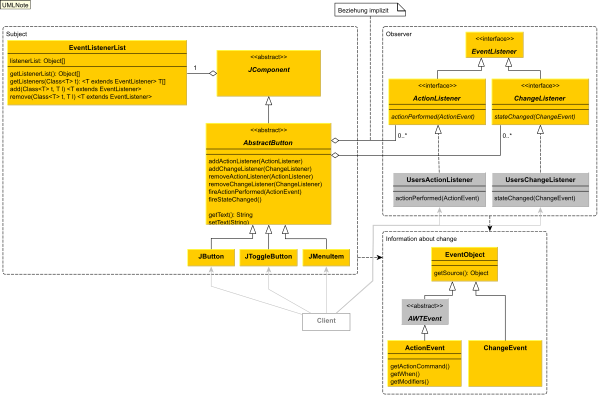 UMLNote
Beziehung implizit
Subject
EventListenerList
listenerList: Object[]
getListenerList(): Object[]
getListeners(Class<T> t): <T extends EventListener> T[]
add(Class<T> t, T l) <T extends EventListener>
remove(Class<T> t, T l) <T extends EventListener>
1
<<abstract>>
JComponent
<<abstract>>
AbstractButton
addActionListener(ActionListener)
addChangeListener(ChangeListener)
removeActionListener(ActionListener)
removeChangeListener(ChangeListener)
fireActionPerformed(ActionEvent)
fireStateChanged()
getText(): String
setText(String)
JButton
JToggleButton
JMenuItem
Client
Observer
<<interface>>
EventListener
<<interface>>
ActionListener
actionPerformed(ActionEvent)
<<interface>>
ChangeListener
stateChanged(ChangeEvent)
0..*
0..*
UsersActionListener
actionPerformed(ActionEvent)
UsersChangeListener
stateChanged(ChangeEvent)
Information about change
EventObject
getSource(): Object
<<abstract>>
AWTEvent
ActionEvent
getActionCommand()
getWhen()
getModifiers()
ChangeEvent